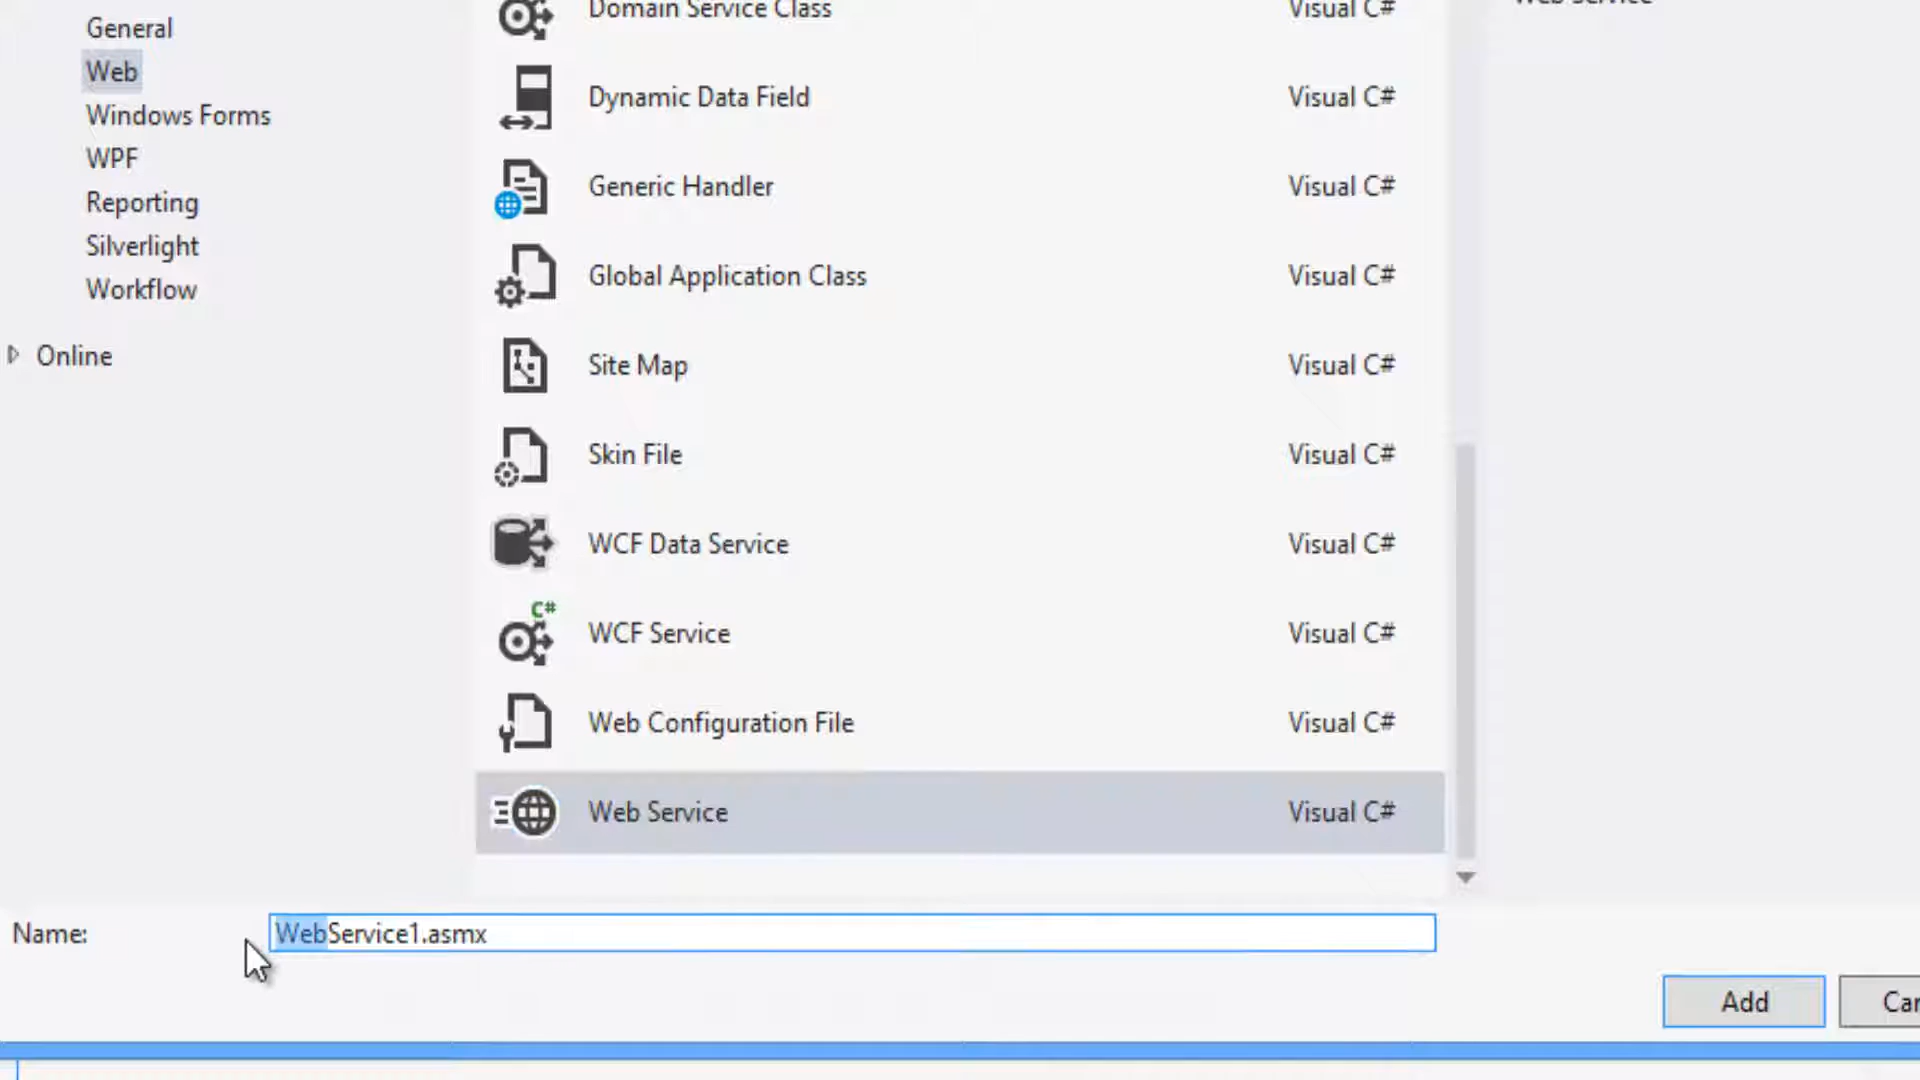 General
Web
Windows Forms
WPF
Reporting
Silverlight
Workflow
Online
Domain Service Class Visual C#
Dynamic Data Field Visual C#
Generic Handler Visual C#
Global Application Class Visual C#
Site Map Visual C#
Skin File Visual C#
WCF Data Service Visual C#
C#
WCF Service Visual C#
Web Configuration File Visual C#
Web Service Visual C#
Name: WebService1.asmx
Add